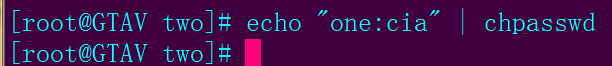 [root@GTAV two]# echo "one:cia" | chpasswd
[root@GTAV two]#